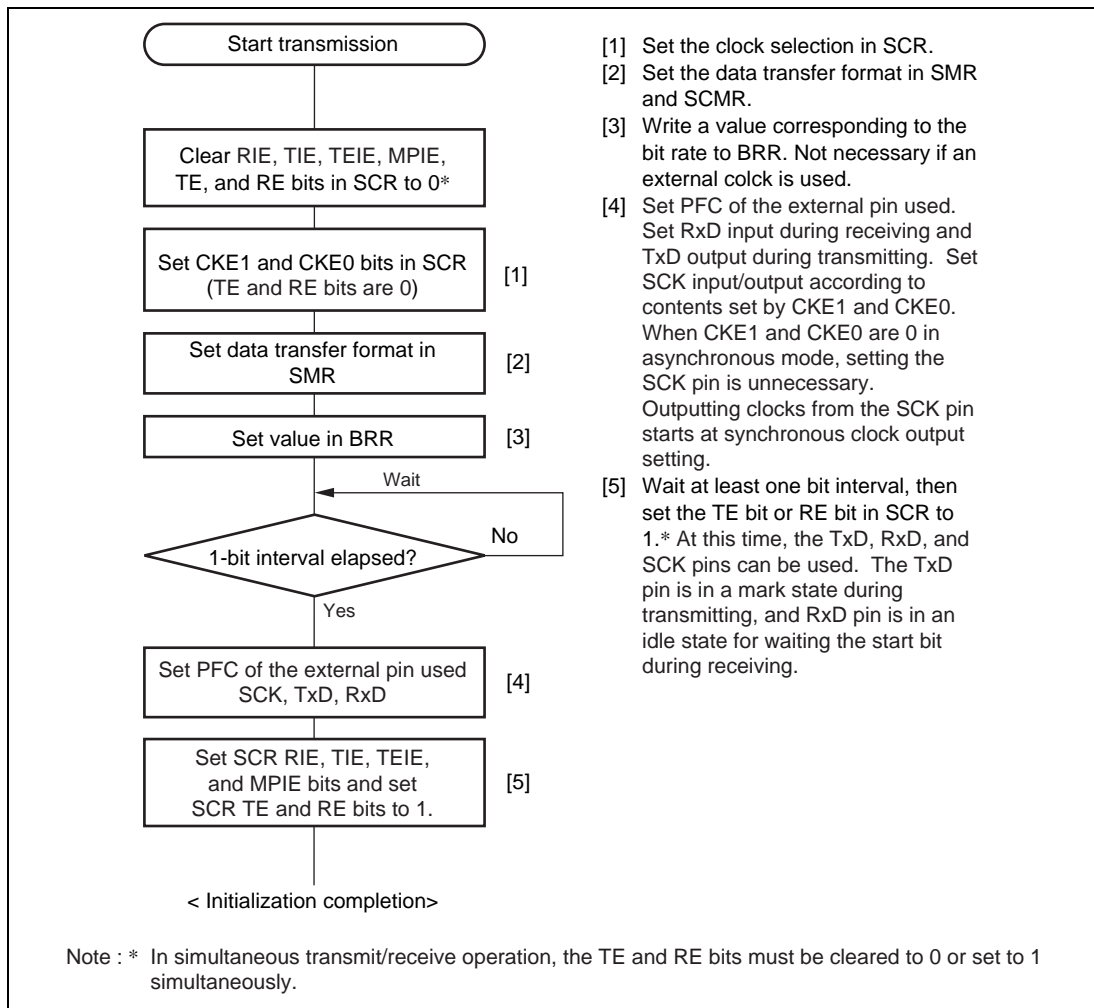 Start transmission
Clear RIE, TIE, TEIE, MPIE,
TE, and RE bits in SCR to 0*
Set CKE1 and CKE0 bits in SCR
(TE and RE bits are 0)
[1]
Set data transfer format in
SMR
[2]
Set value in BRR
[3]
Wait
1-bit interval elapsed?
No
Yes
Set PFC of the external pin used
SCK, TxD, RxD
[4]
Set SCR RIE, TIE, TEIE,
and MPIE bits and set
SCR TE and RE bits to 1.
[5]
< Initialization completion>
[1] Set the clock selection in SCR.
[2] Set the data transfer format in SMR
and SCMR.
[3] Write a value corresponding to the
bit rate to BRR. Not necessary if an
external colck is used.
[4] Set PFC of the external pin used.
Set RxD input during receiving and
TxD output during transmitting. Set
SCK input/output according to
contents set by CKE1 and CKE0.
When CKE1 and CKE0 are 0 in
asynchronous mode, setting the
SCK pin is unnecessary.
Outputting clocks from the SCK pin
starts at synchronous clock output
setting.
[5] Wait at least one bit interval, then
set the TE bit or RE bit in SCR to
1.* At this time, the TxD, RxD, and
SCK pins can be used. The TxD
pin is in a mark state during
transmitting, and RxD pin is in an
idle state for waiting the start bit
during receiving.
Note : * In simultaneous transmit/receive operation, the TE and RE bits must be cleared to 0 or set to 1
simultaneously.